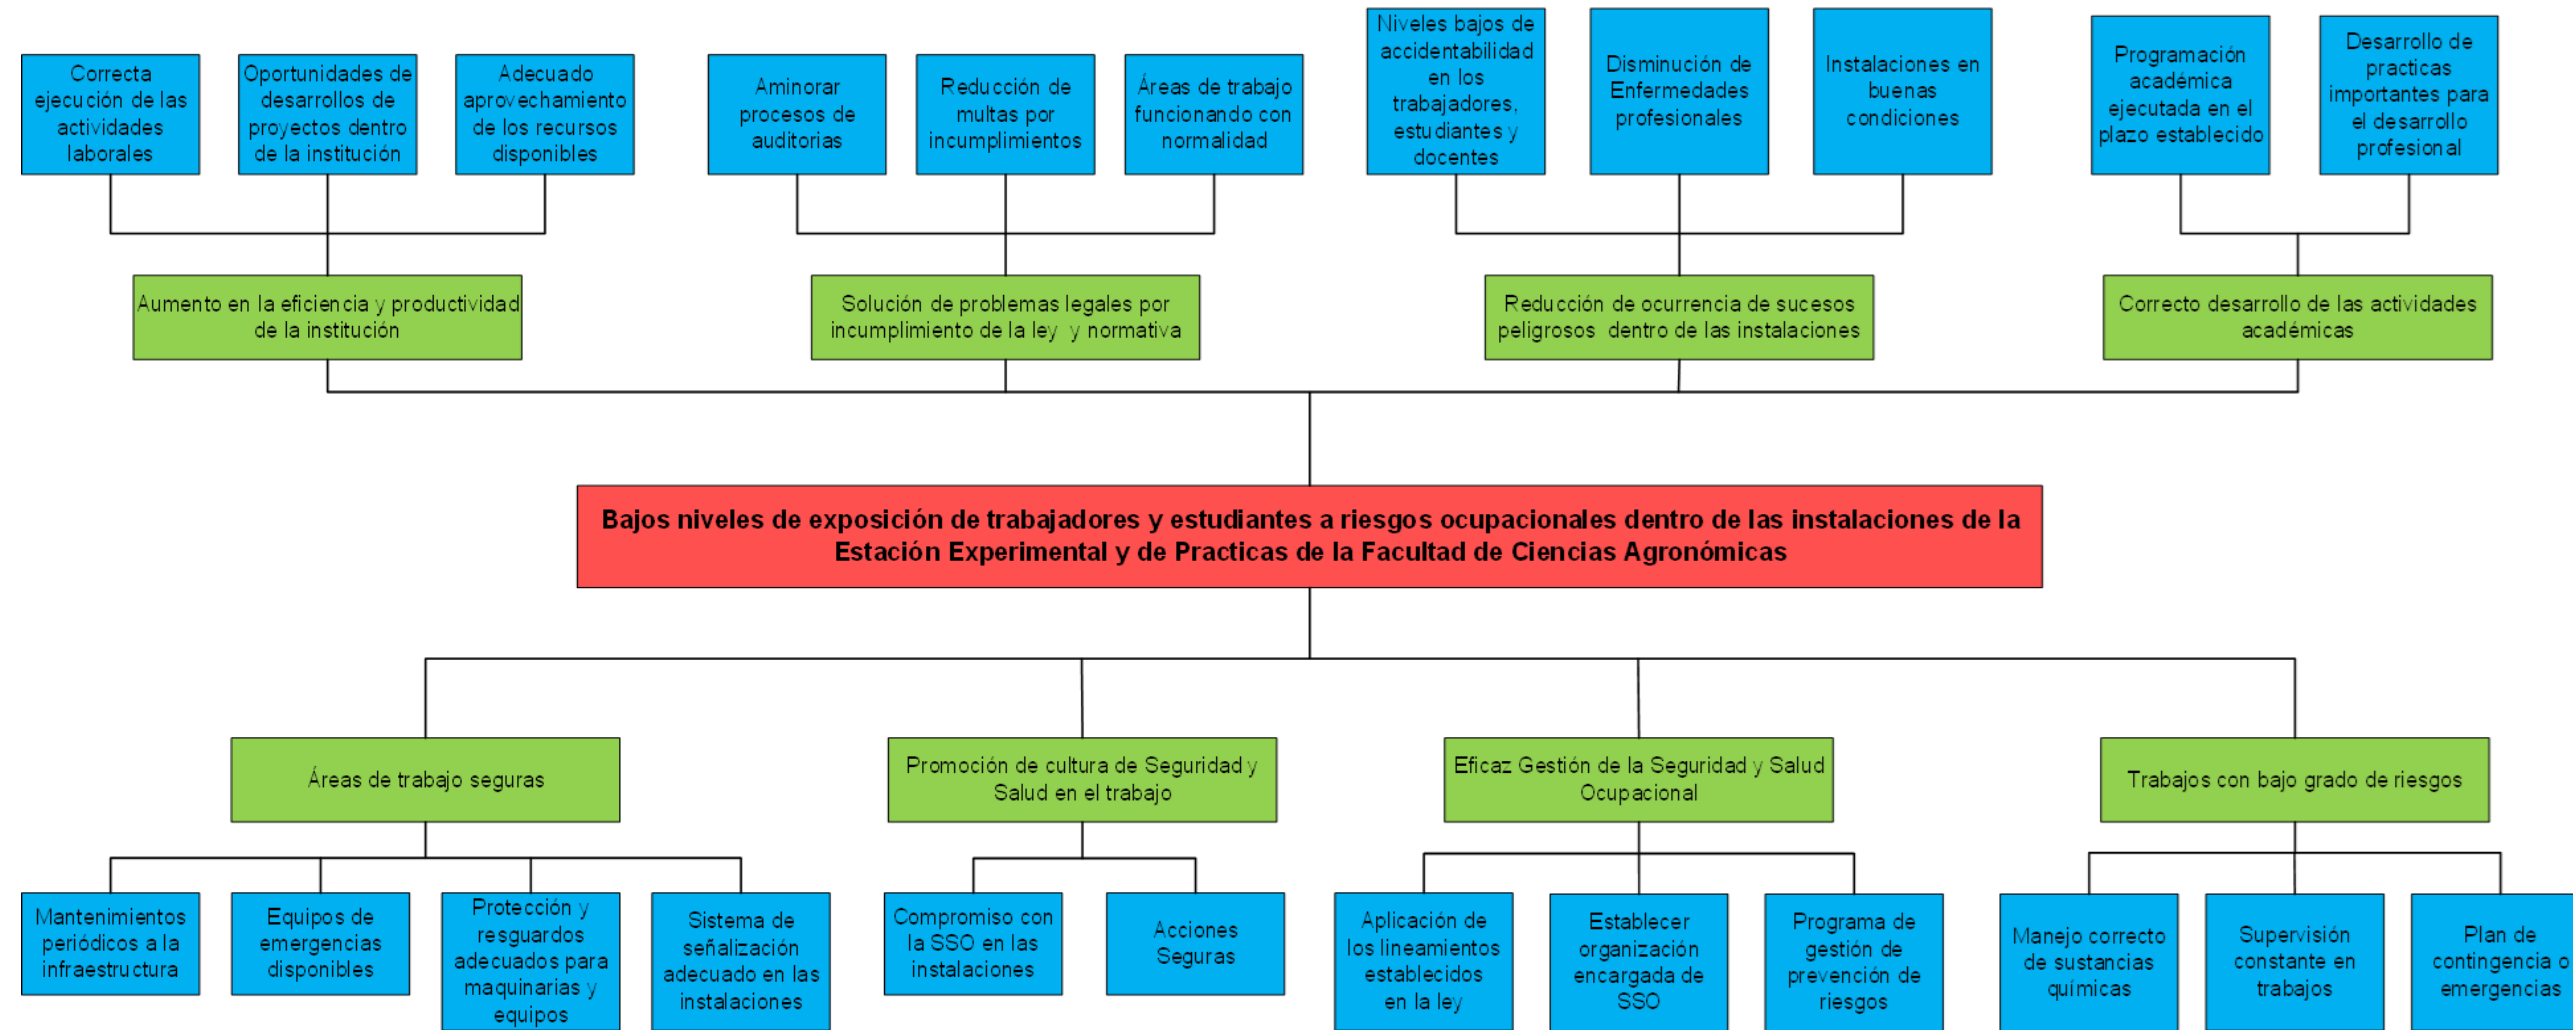 Correcta
ejecución de las
actividades
laborales
Oportunidades de
desarrollos de
proyectos dentro
de la institución
Adecuado
aprovechamiento
de los recursos
disponibles
Aminorar
procesos de
auditorias
Reducción de
multas por
incumplimientos
Áreas de trabajo
funcionando con
normalidad
Niveles bajos de
accidentabilidad
en los
trabajadores,
estudiantes y
docentes
Disminución de
Enfermedades
profesionales
Instalaciones en
buenas
condiciones
Programación
académica
ejecutada en el
plazo establecido
Desarrollo de
practicas
importantes para
el desarrollo
profesional
Aumento en la eficiencia y productividad
de la institución
Solución de problemas legales por
incumplimiento de la ley y normativa
Reducción de ocurrencia de sucesos
peligrosos dentro de las instalaciones
Correcto desarrollo de las actividades
académicas
Bajos niveles de exposición de trabajadores y estudiantes a riesgos ocupacionales dentro de las instalaciones de la
Estación Experimental y de Practicas de la Facultad de Ciencias Agronómicas
Áreas de trabajo seguras
Promoción de cultura de Seguridad y
Salud en el trabajo
Eficaz Gestión de la Seguridad y Salud
Ocupacional
Trabajos con bajo grado de riesgos
Mantenimientos
periódicos a la
infraestructura
Equipos de
emergencias
disponibles
Protección y
resguardos
adecuados para
maquinarias y
equipos
Sistema de
señalización
adecuado en las
instalaciones
Compromiso con
la SSO en las
instalaciones
Acciones
Seguras
Aplicación de
los lineamientos
establecidos
en la ley
Establecer
organización
encargada de
SSO
Programa de
gestión de
prevención de
riesgos
Manejo correcto
de sustancias
químicas
Supervisión
constante en
trabajos
Plan de
contingencia o
emergencias